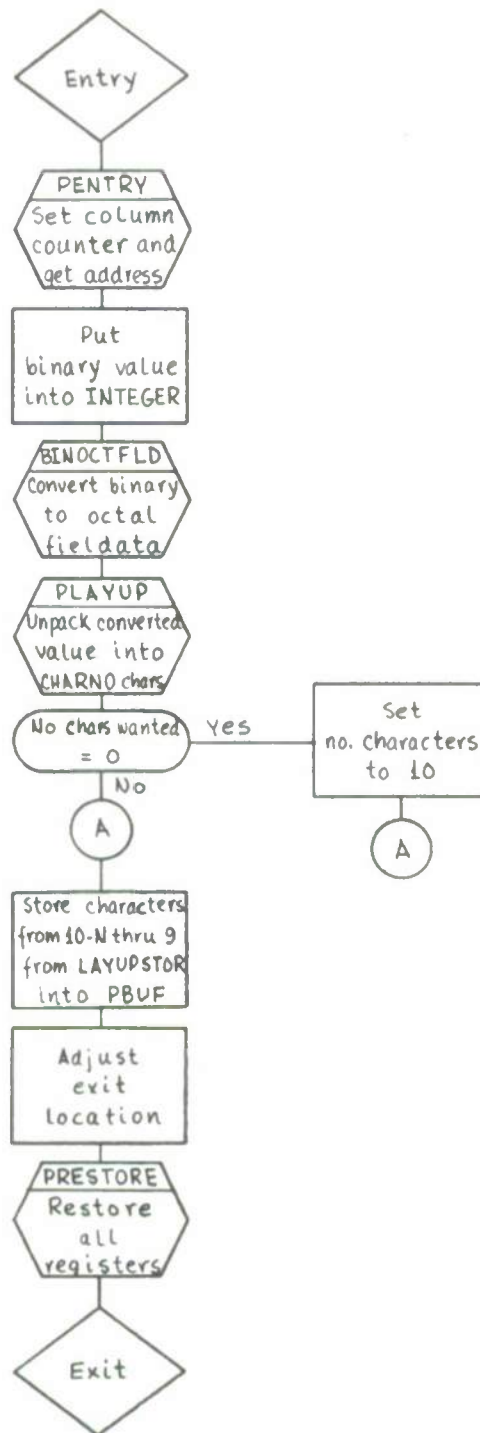 Entry
PENTRY
Set column
counter and
get address
Put
binary value
into INTEGER
BINOCTFLD
Convert binary
to octal
fieldata
PLAYUP
Unpack converted
value into
CHARNO chars
No chars wanted
= 0
Yes
Set
no. characters
to 10
A
No
A
Store characters
from 10-N thru 9
from LAYUPSTOR
into PBUF
Adjust
exit
location
PRESTORE
Restore
all
registers
Exit